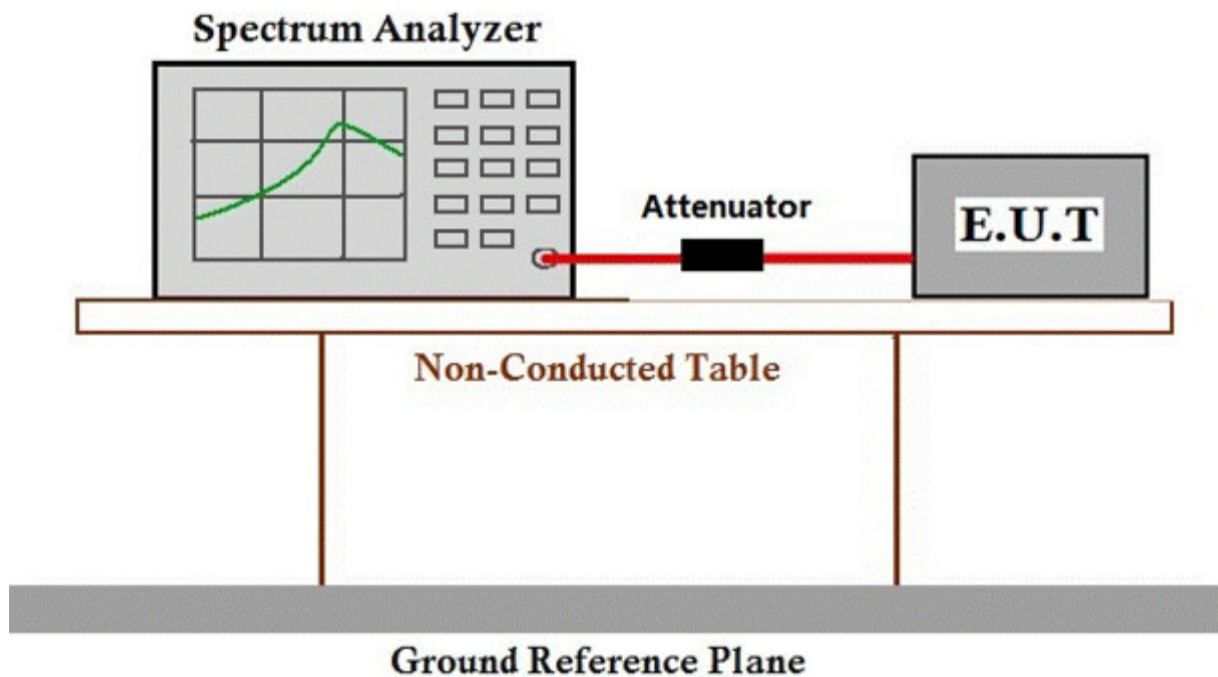 Spectrum Analyzer
Attenuator
E.U.T
Non-Conducted Table
Ground Reference Plane